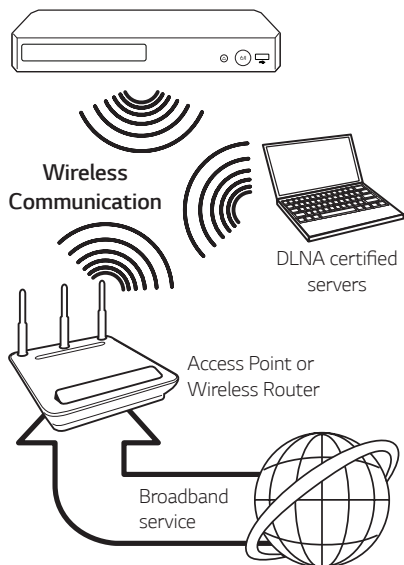 Wireless
Communication
DLNA certified
servers
Access Point or
Wireless Router
Broadband
service